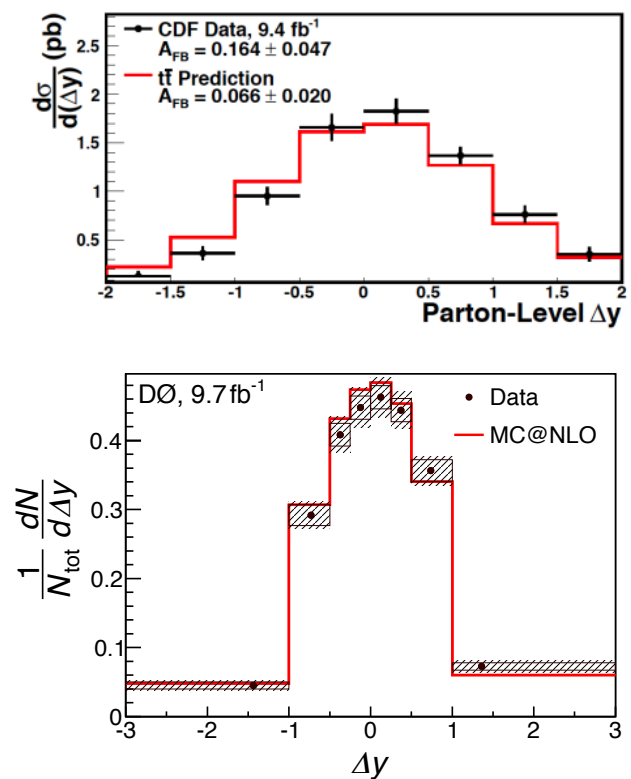 CDF Data, 9.4 fb⁻¹
A_FB = 0.164 ± 0.047
tt̄ Prediction
A_FB = 0.066 ± 0.020
dσ/d(Δy) (pb)
2.5
2
1.5
1
0.5
-2 -1.5 -1 -0.5 0 0.5 1 1.5 2
Parton-Level Δy
DØ, 9.7 fb⁻¹
Data
MC@NLO
1/N_tot dN/dΔy
0.4
0.3
0.2
0.1
0
-3 -2 -1 0 1 2 3
Δy